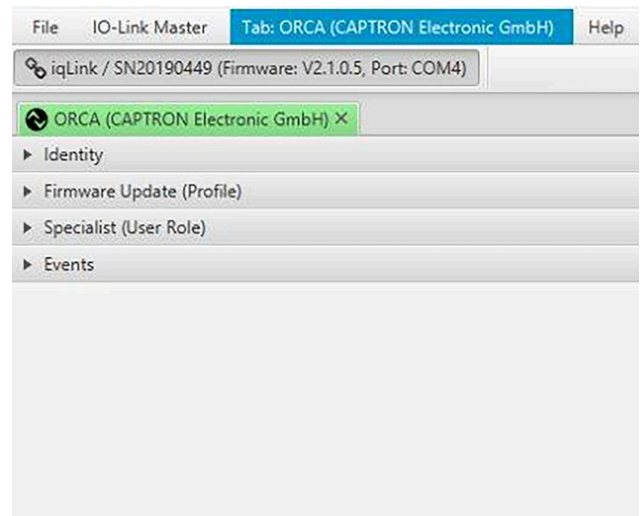 File IO-Link Master Tab: ORCA (CAPTRON Electronic GmbH) Help
iqLink / SN20190449 (Firmware: V2.1.0.5, Port: COM4)
ORCA (CAPTRON Electronic GmbH) ×
Identity
Firmware Update (Profile)
Specialist (User Role)
Events